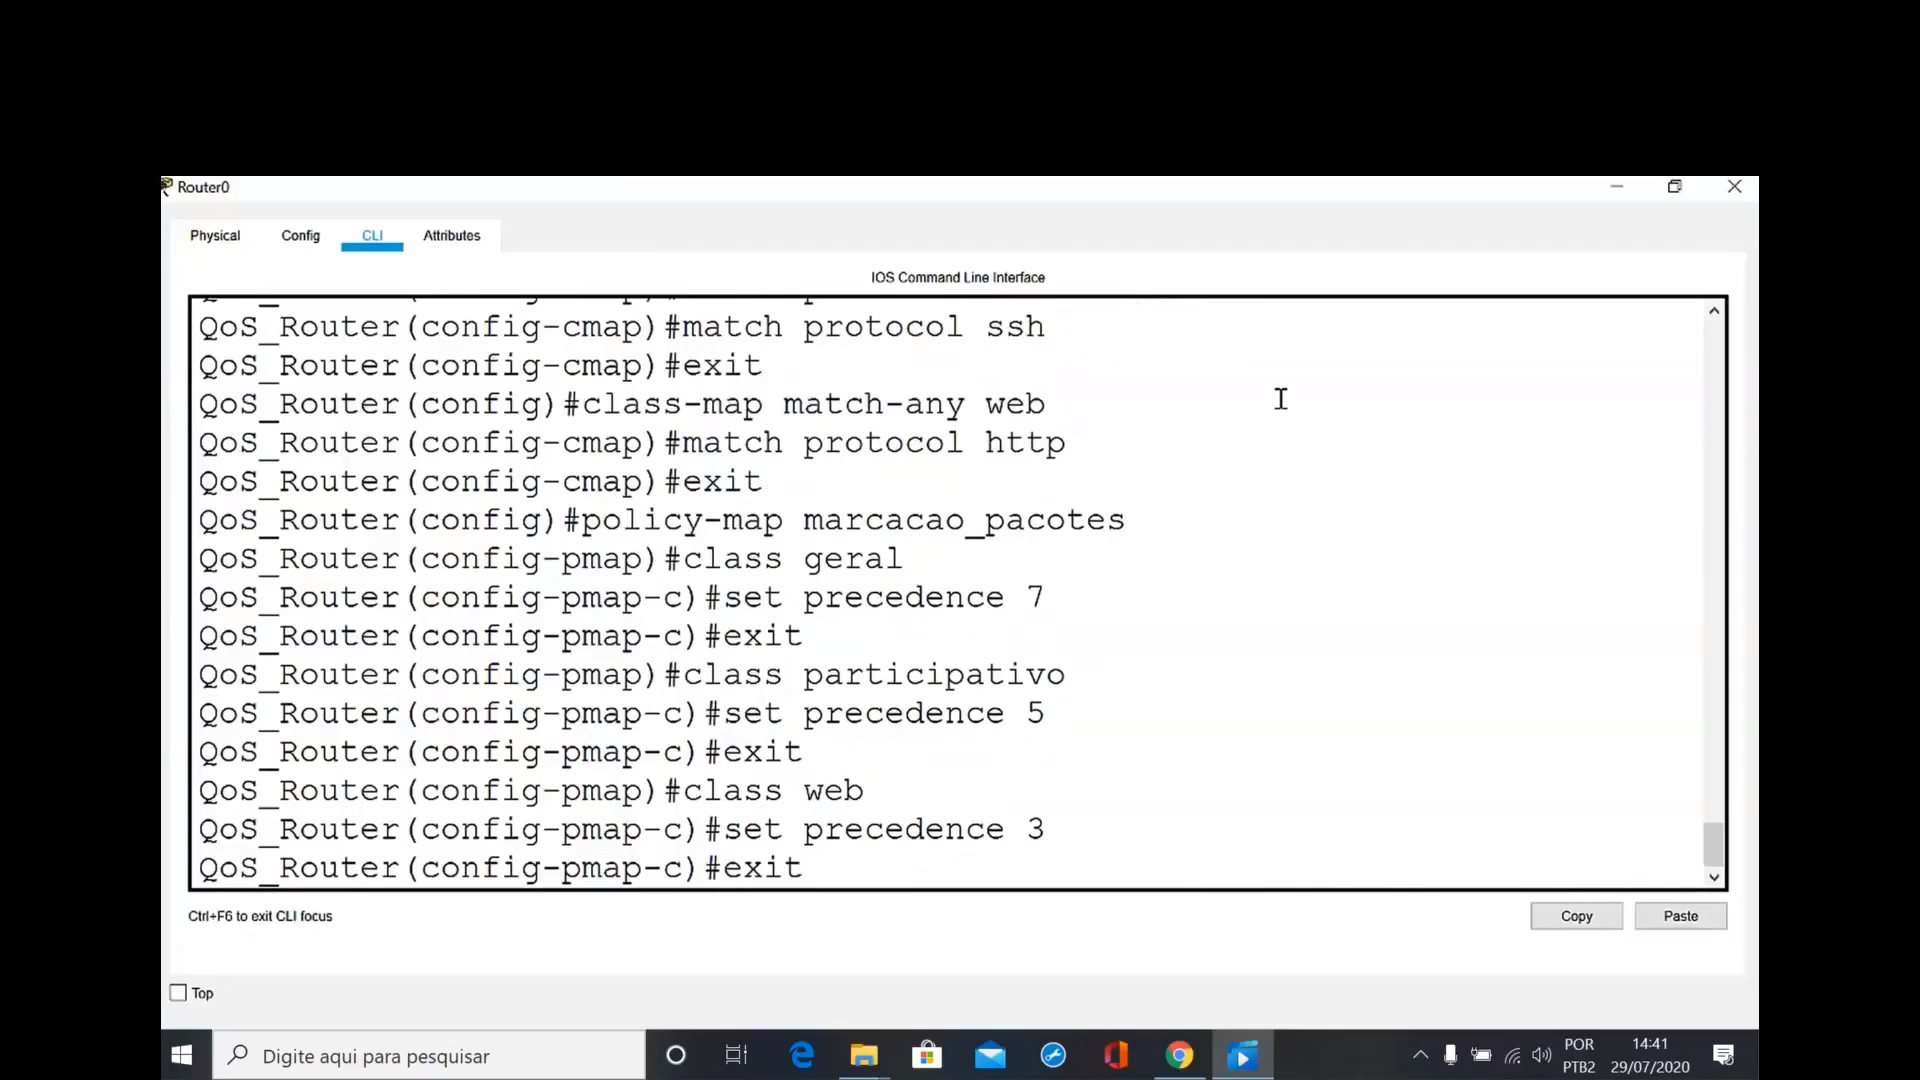 Router0
Physical Config CLI Attributes
IOS Command Line Interface
QoS_Router(config-cmap)#match protocol ssh
QoS_Router(config-cmap)#exit
QoS_Router(config)#class-map match-any web
QoS_Router(config-cmap)#match protocol http
QoS_Router(config-cmap)#exit
QoS_Router(config)#policy-map marcacao_pacotes
QoS_Router(config-pmap)#class geral
QoS_Router(config-pmap-c)#set precedence 7
QoS_Router(config-pmap-c)#exit
QoS_Router(config-pmap)#class participativo
QoS_Router(config-pmap-c)#set precedence 5
QoS_Router(config-pmap-c)#exit
QoS_Router(config-pmap)#class web
QoS_Router(config-pmap-c)#set precedence 3
QoS_Router(config-pmap-c)#exit
Ctrl+F6 to exit CLI focus
Copy Paste
Top
Digite aqui para pesquisar
POR 14:41
PTB2 29/07/2020